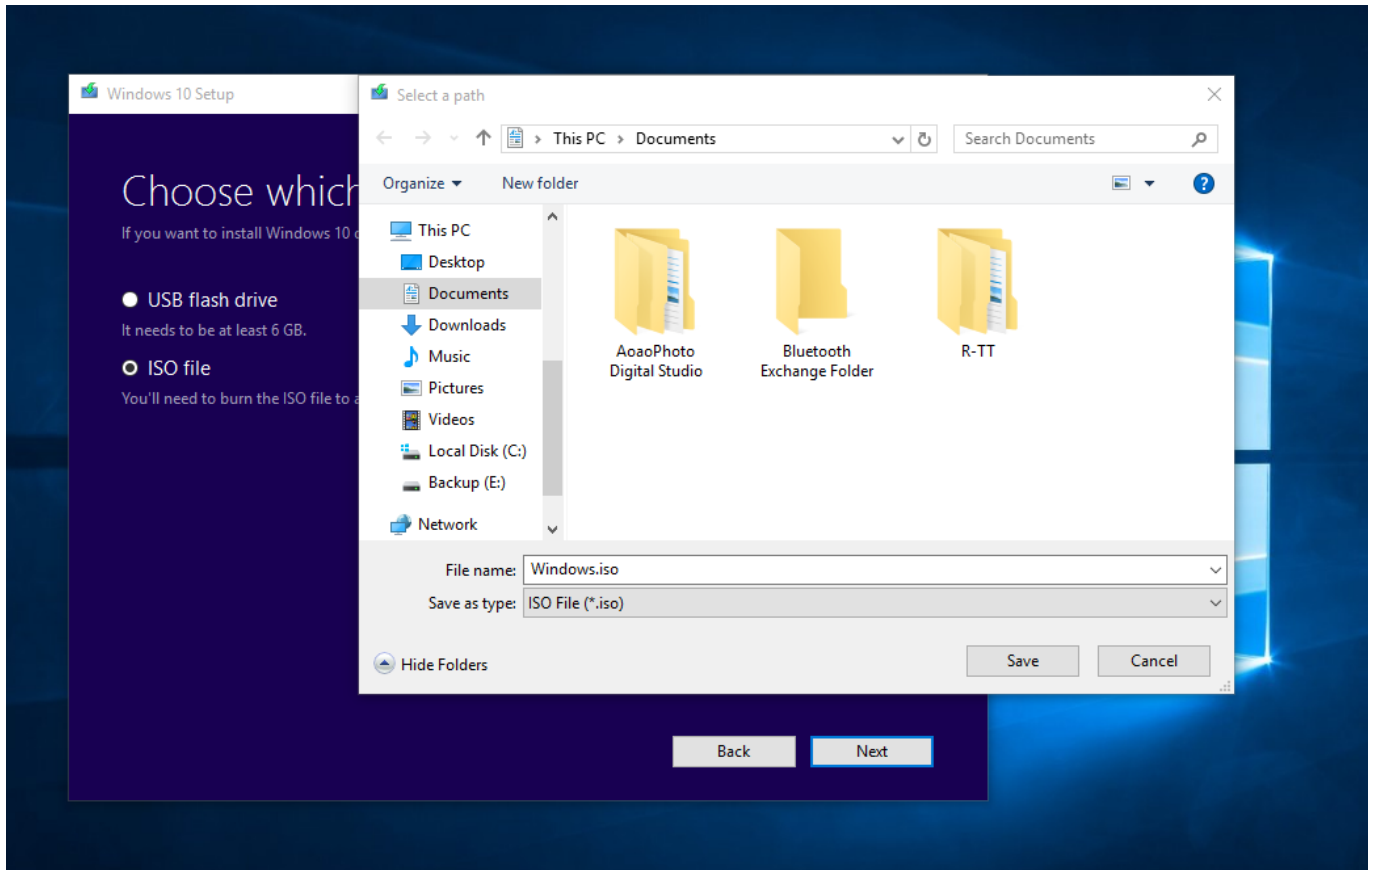 Windows 10 Setup
Choose which
If you want to install Windows 10
USB flash drive
It needs to be at least 6 GB.
ISO file
You'll need to burn the ISO file to
Back
Next
Select a path
This PC > Documents
Search Documents
Organize
New folder
?
This PC
Desktop
Documents
Downloads
Music
Pictures
Videos
Local Disk (C:)
Backup (E:)
Network
AoaoPhoto
Digital Studio
Bluetooth
Exchange Folder
R-TT
File name: Windows.iso
Save as type: ISO File (*.iso)
Hide Folders
Save
Cancel